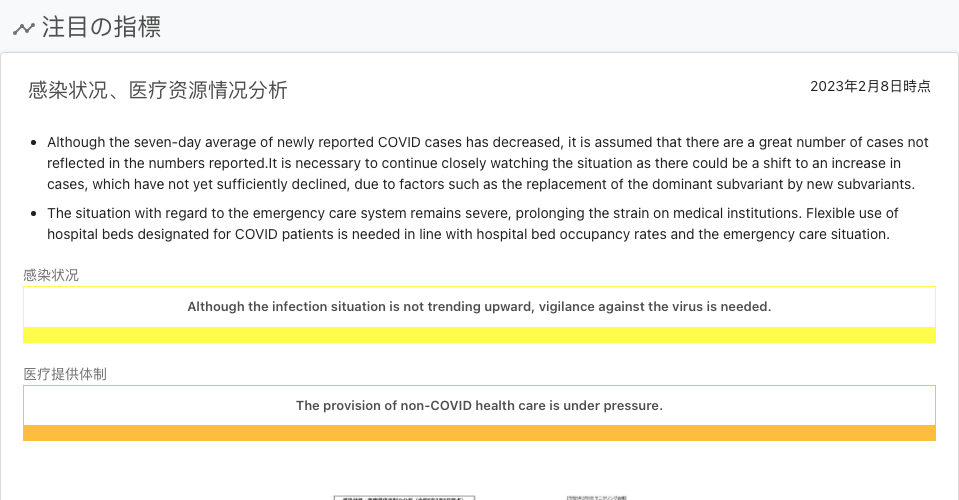 注目の指標
感染状况、医疗资源情况分析
2023年2月8日時点
Although the seven-day average of newly reported COVID cases has decreased, it is assumed that there are a great number of cases not
reflected in the numbers reported.It is necessary to continue closely watching the situation as there could be a shift to an increase in
cases, which have not yet sufficiently declined, due to factors such as the replacement of the dominant subvariant by new subvariants.
The situation with regard to the emergency care system remains severe, prolonging the strain on medical institutions. Flexible use of
hospital beds designated for COVID patients is needed in line with hospital bed occupancy rates and the emergency care situation.
感染状况
Although the infection situation is not trending upward, vigilance against the virus is needed.
医疗提供体制
The provision of non-COVID health care is under pressure.